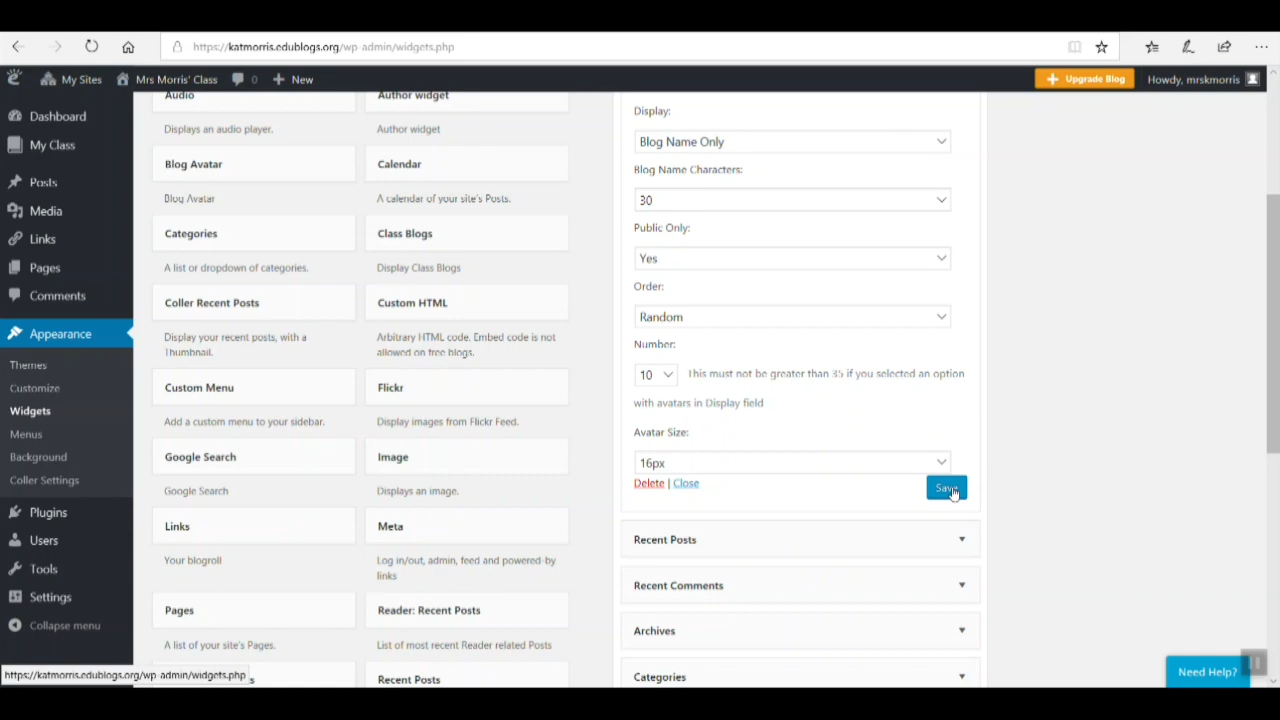 https://katmorris.edublogs.org/wp-admin/widgets.php
My Sites Mrs Morris' Class 0 New Upgrade Blog Howdy, mrskmorris
Dashboard
My Class
Posts
Media
Links
Pages
Comments
Appearance
Themes
Customize
Widgets
Menus
Background
Coller Settings
Plugins
Users
Tools
Settings
Collapse menu
Audio
Displays an audio player.
Blog Avatar
Blog Avatar
Categories
A list or dropdown of categories.
Coller Recent Posts
Display your recent posts, with a
Thumbnail.
Custom Menu
Add a custom menu to your sidebar.
Google Search
Google Search
Links
Your blogroll
Pages
A list of your site's Pages.
s
Author widget
Author widget
Calendar
A calendar of your site's Posts.
Class Blogs
Display Class Blogs
Custom HTML
Arbitrary HTML code. Embed code is not
allowed on free blogs.
Flickr
Display images from Flickr Feed.
Image
Displays an image.
Meta
Log in/out, admin, feed and powered-by
links
Reader: Recent Posts
List of most recent Reader related Posts
Recent Posts
Display:
Blog Name Only
Blog Name Characters:
30
Public Only:
Yes
Order:
Random
Number:
10 This must not be greater than 35 if you selected an option
with avatars in Display field
Avatar Size:
16px
Delete | Close
Save
Recent Posts
Recent Comments
Archives
Categories
https://katmorris.edublogs.org/wp-admin/widgets.php
Need Help?